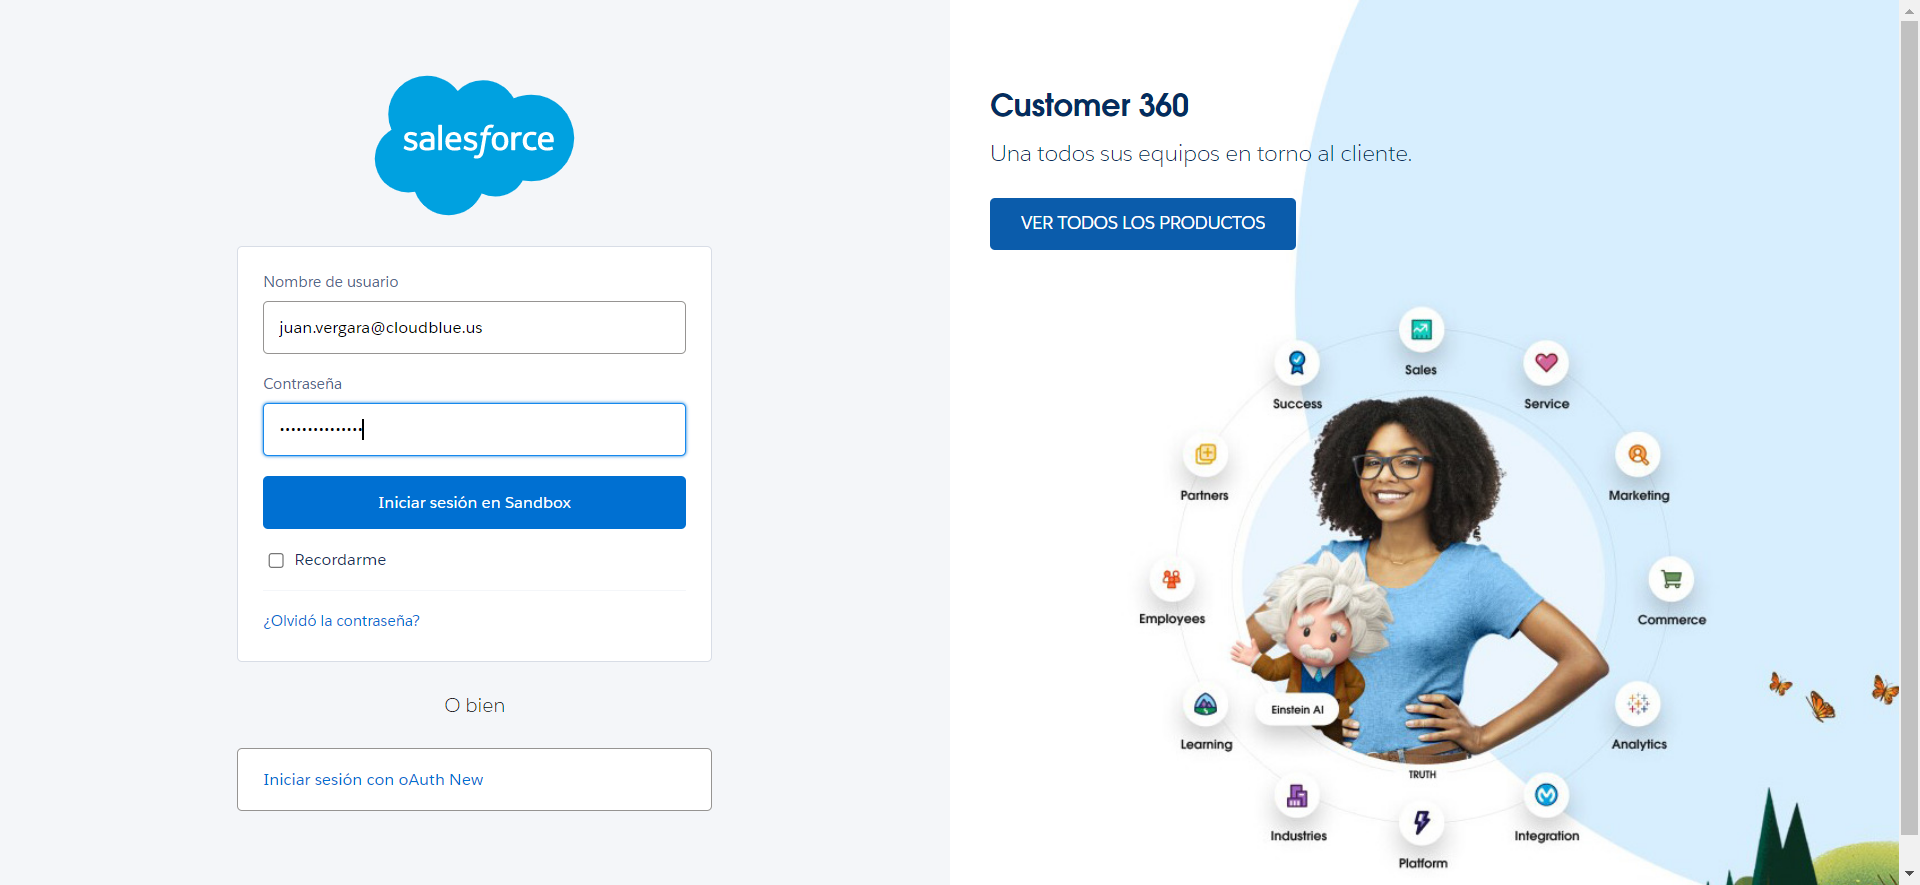 salesforce
Nombre de usuario
juan.vergara@cloudblue.us
Contraseña
Iniciar sesión en Sandbox
Recordarme
¿Olvidó la contraseña?
O bien
Iniciar sesión con oAuth New
Customer 360
Una todos sus equipos en torno al cliente.
VER TODOS LOS PRODUCTOS
Sales
Success
Service
Partners
Marketing
Employees
Commerce
Einstein AI
Learning
Analytics
TRUTH
Industries
Integration
Platform